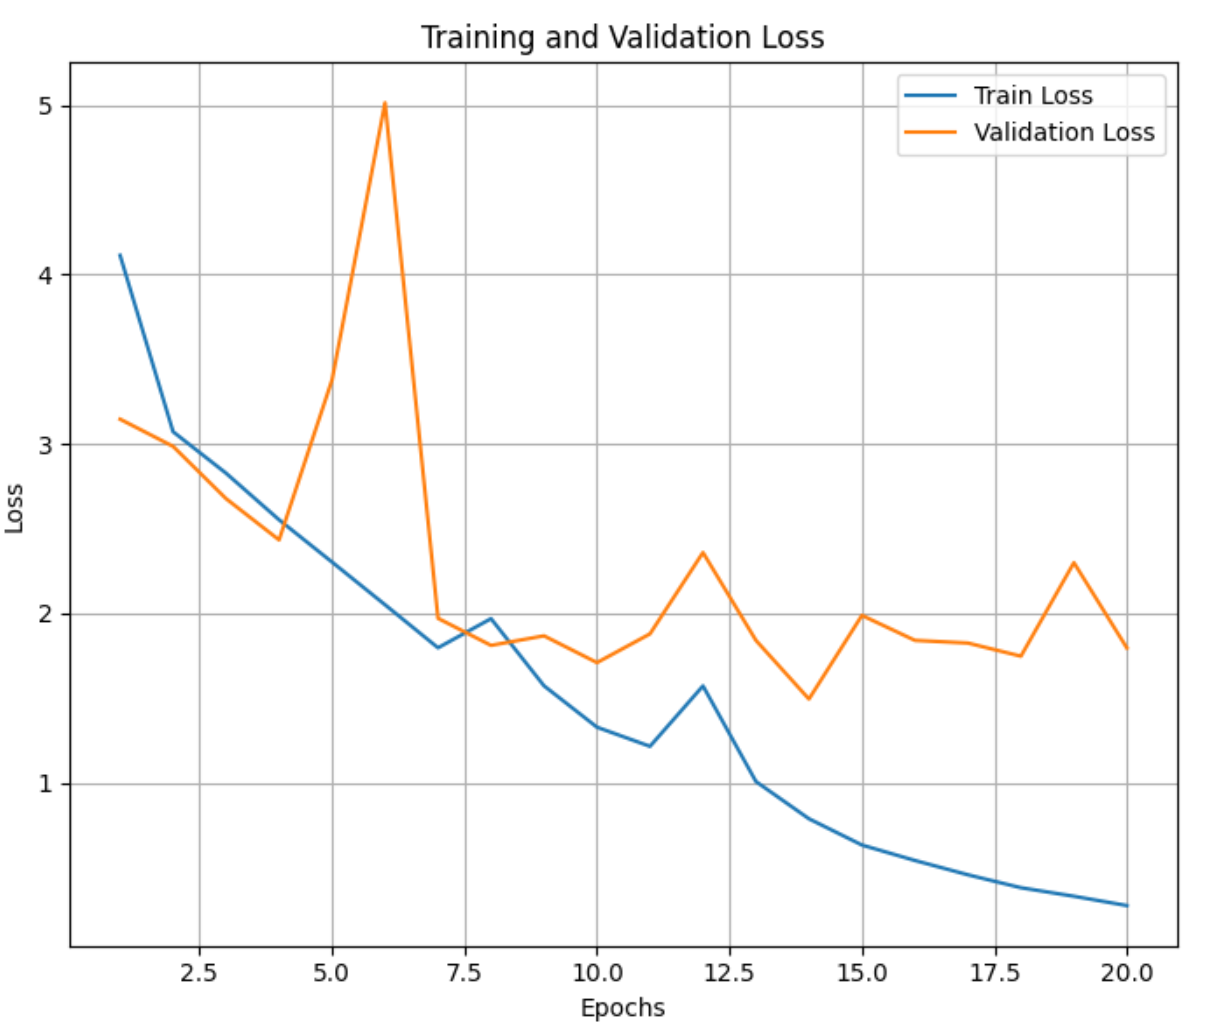 Training and Validation Loss
Train Loss
Validation Loss
5
4
3
2
1
Loss
2.5 5.0 7.5 10.0 12.5 15.0 17.5 20.0
Epochs